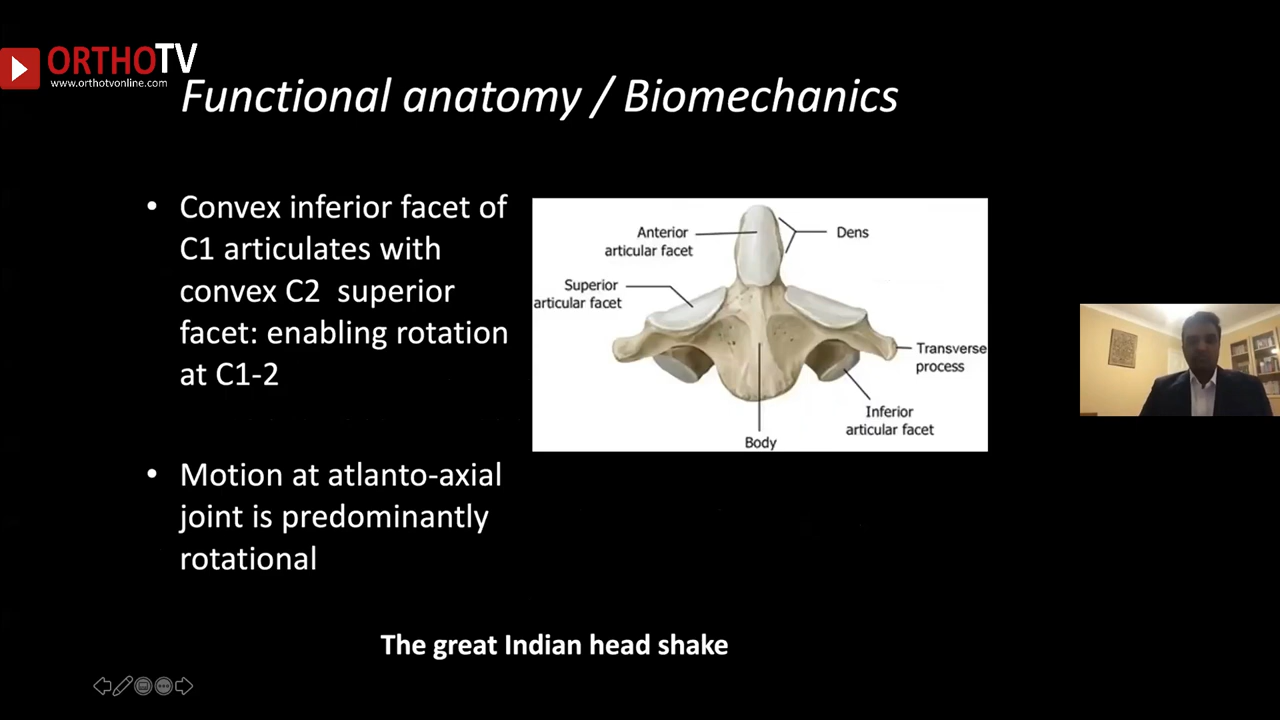 ORTHOTV
www.orthotvonline.com
Functional anatomy / Biomechanics
• Convex inferior facet of
C1 articulates with
convex C2 superior
facet: enabling rotation
at C1-2
• Motion at atlanto-axial
joint is predominantly
rotational
Anterior
articular facet
Dens
Superior
articular facet
Transverse
process
Inferior
articular facet
Body
The great Indian head shake